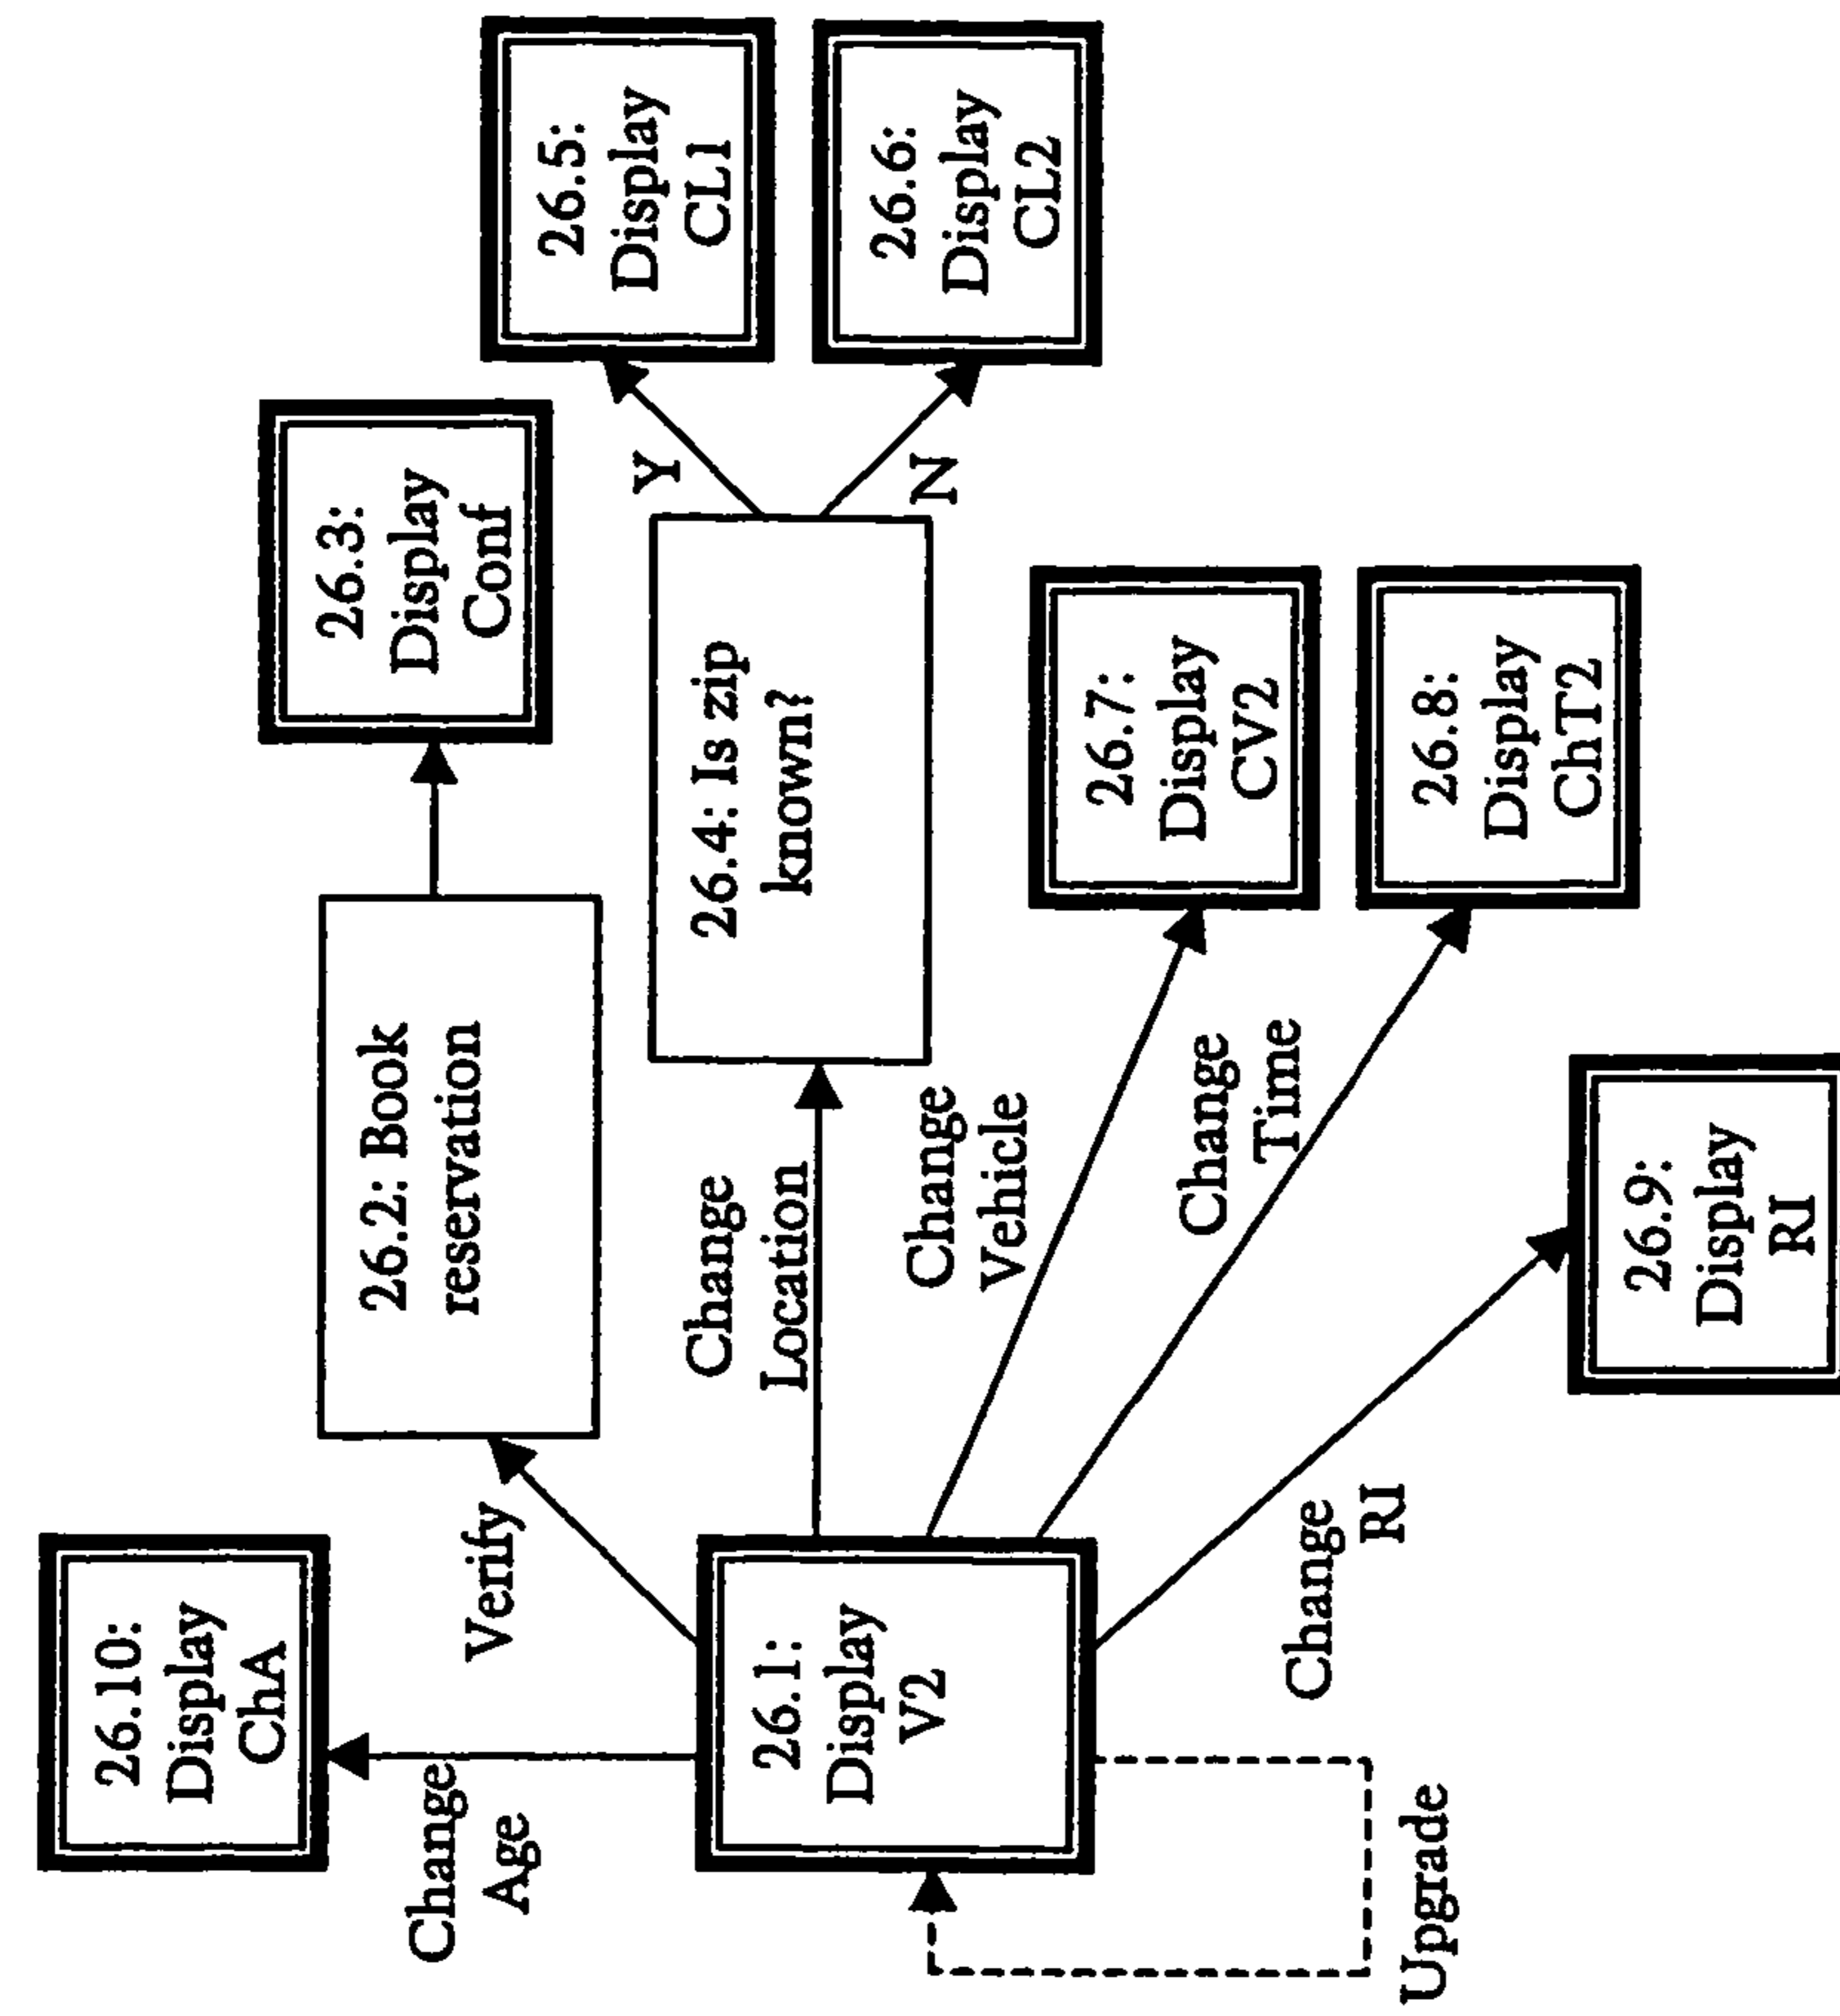 26.10:
Display
ChA
Change
Age
Verify
26.2: Book
reservation
26.3:
Display
Conf
26.1:
Display
V2
Change
Location
26.4: Is zip
known?
Y
26.5:
Display
CL1
N
26.6:
Display
CL2
Change
Vehicle
26.7:
Display
CV2
Change
Time
26.8:
Display
ChT2
Change
RI
26.9:
Display
RI
Upgrade